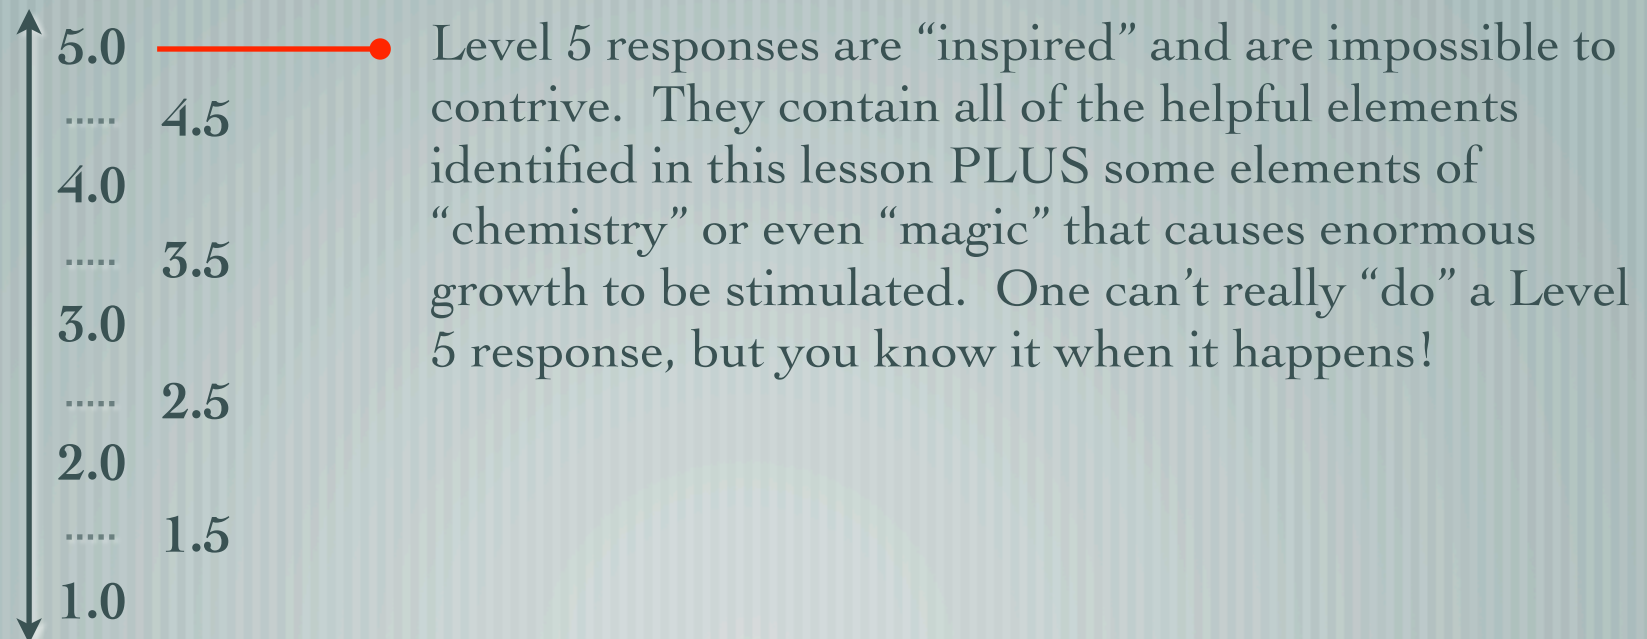 5.0
Level 5 responses are “inspired” and are impossible to
contrive.  They contain all of the helpful elements
identified in this lesson PLUS some elements of
“chemistry” or even “magic” that causes enormous
growth to be stimulated.  One can’t really “do” a Level
5 response, but you know it when it happens!
..... 4.5
4.0
..... 3.5
3.0
..... 2.5
2.0
..... 1.5
1.0